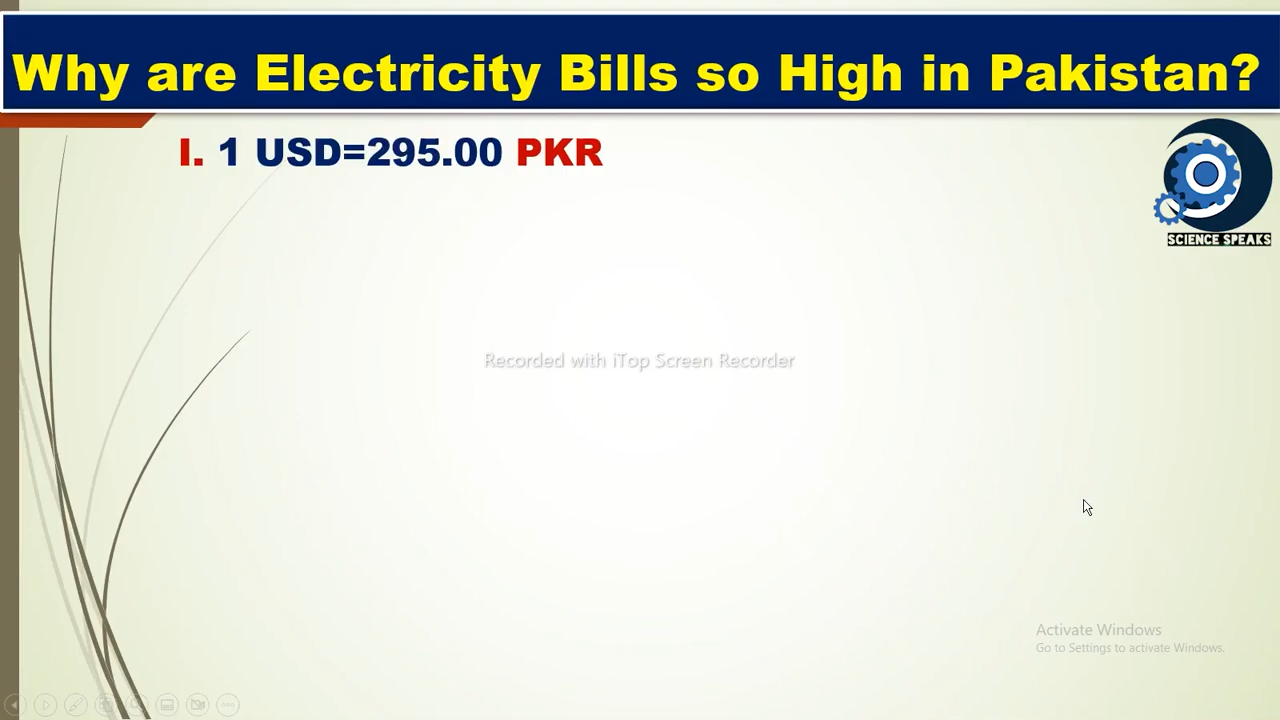 Why are Electricity Bills so High in Pakistan?
I. 1 USD=295.00 PKR
SCIENCE SPEAKS
Recorded with iTop Screen Recorder
Activate Windows
Go to Settings to activate Windows.